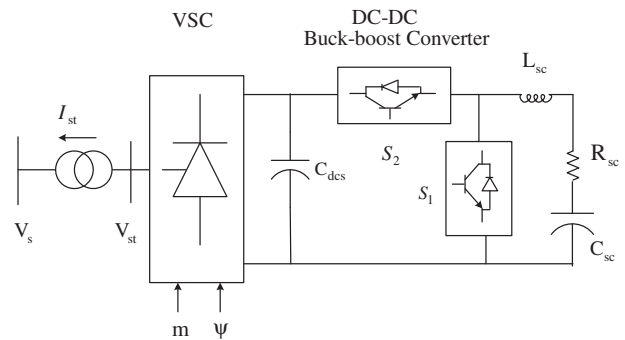 VSC
DC-DC
Buck-boost Converter
L_sc
I_st
R_sc
C_dcs
S_2
S_1
V_s
V_st
C_sc
m
ψ